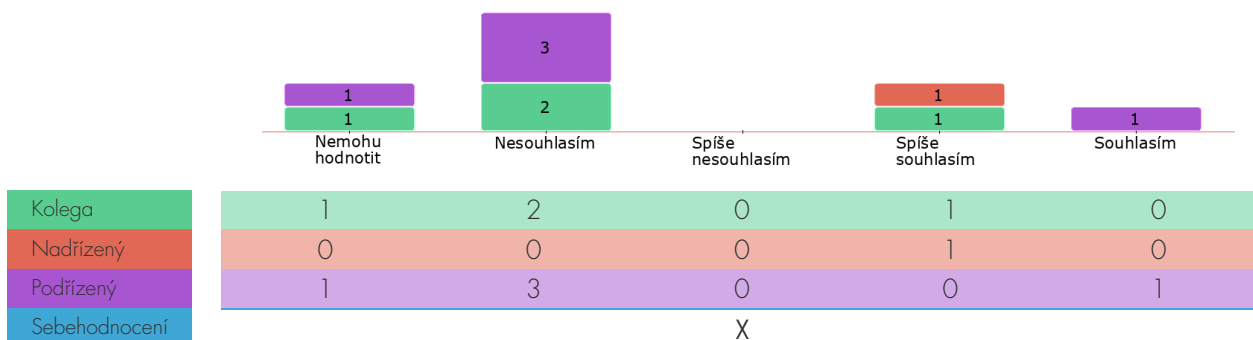 3
1
1
2
1
1
1
Nemohu
hodnotit
Nesouhlasím
Spíše
nesouhlasím
Spíše
souhlasím
Souhlasím
Kolega 1 2 0 1 0
Nadřízený 0 0 0 1 0
Podřízený 1 3 0 0 1
Sebehodnocení X